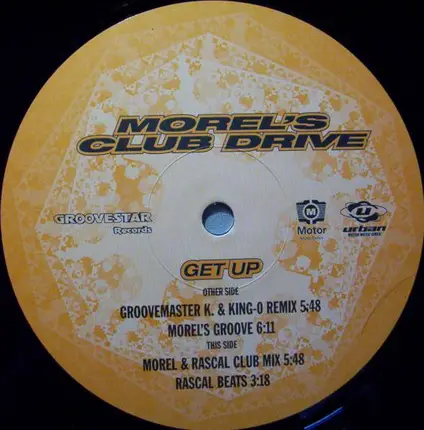 MOREL'S
CLUB DRIVE
GROOVESTAR
Records
M
Motor
u
urban
GET UP
OTHER SIDE
GROOVEMASTER K. & KING-O REMIX 5:48
MOREL'S GROOVE 6:11
THIS SIDE
MOREL & RASCAL CLUB MIX 5:48
RASCAL BEATS 3:18